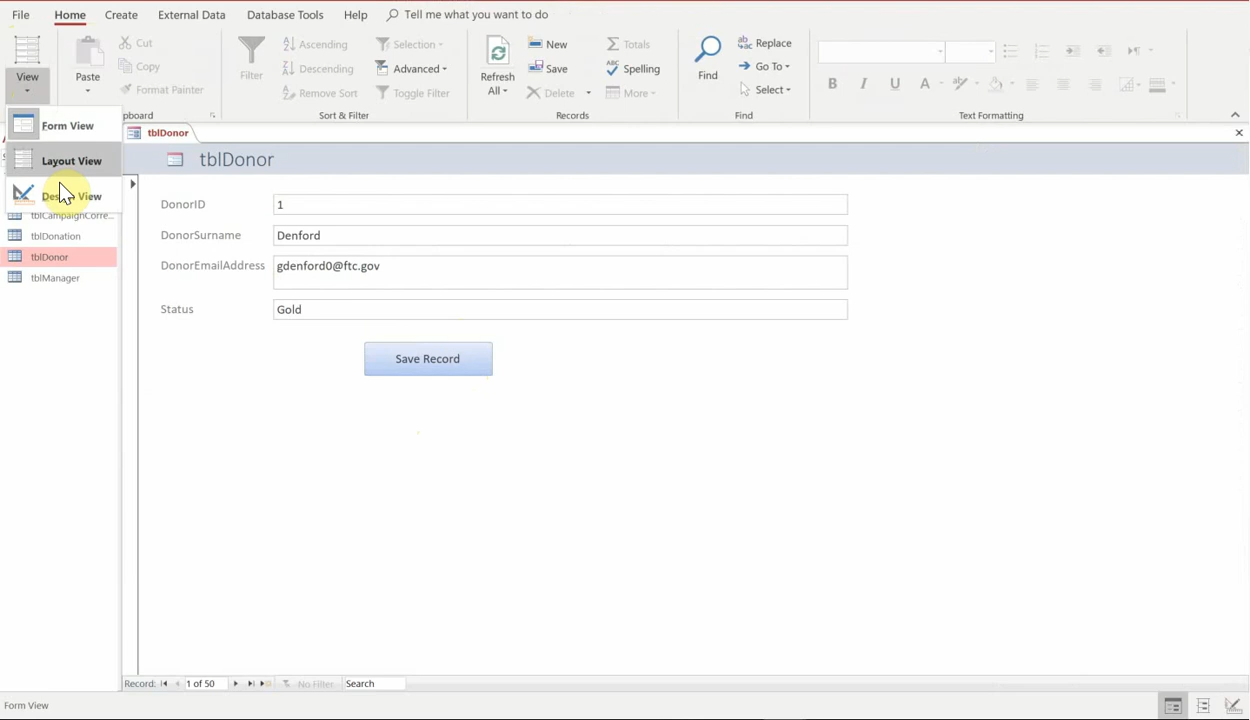 File Home Create External Data Database Tools Help Tell me what you want to do
View
Paste
Cut
Copy
Format Painter
Filter
Ascending
Descending
Remove Sort
Selection
Advanced
Toggle Filter
Sort & Filter
Refresh
All
New
Save
Delete
Totals
Spelling
More
Records
Find
Replace
Go To
Select
Find
B I U A
Text Formatting
Form View
Layout View
View
pboard
tblCampaignCorre...
tblDonation
tblDonor
tblManager
tblDonor
tblDonor
DonorID 1
DonorSurname Denford
DonorEmailAddress gdenford0@ftc.gov
Status Gold
Save Record
Record: 1 of 50 No Filter Search
Form View